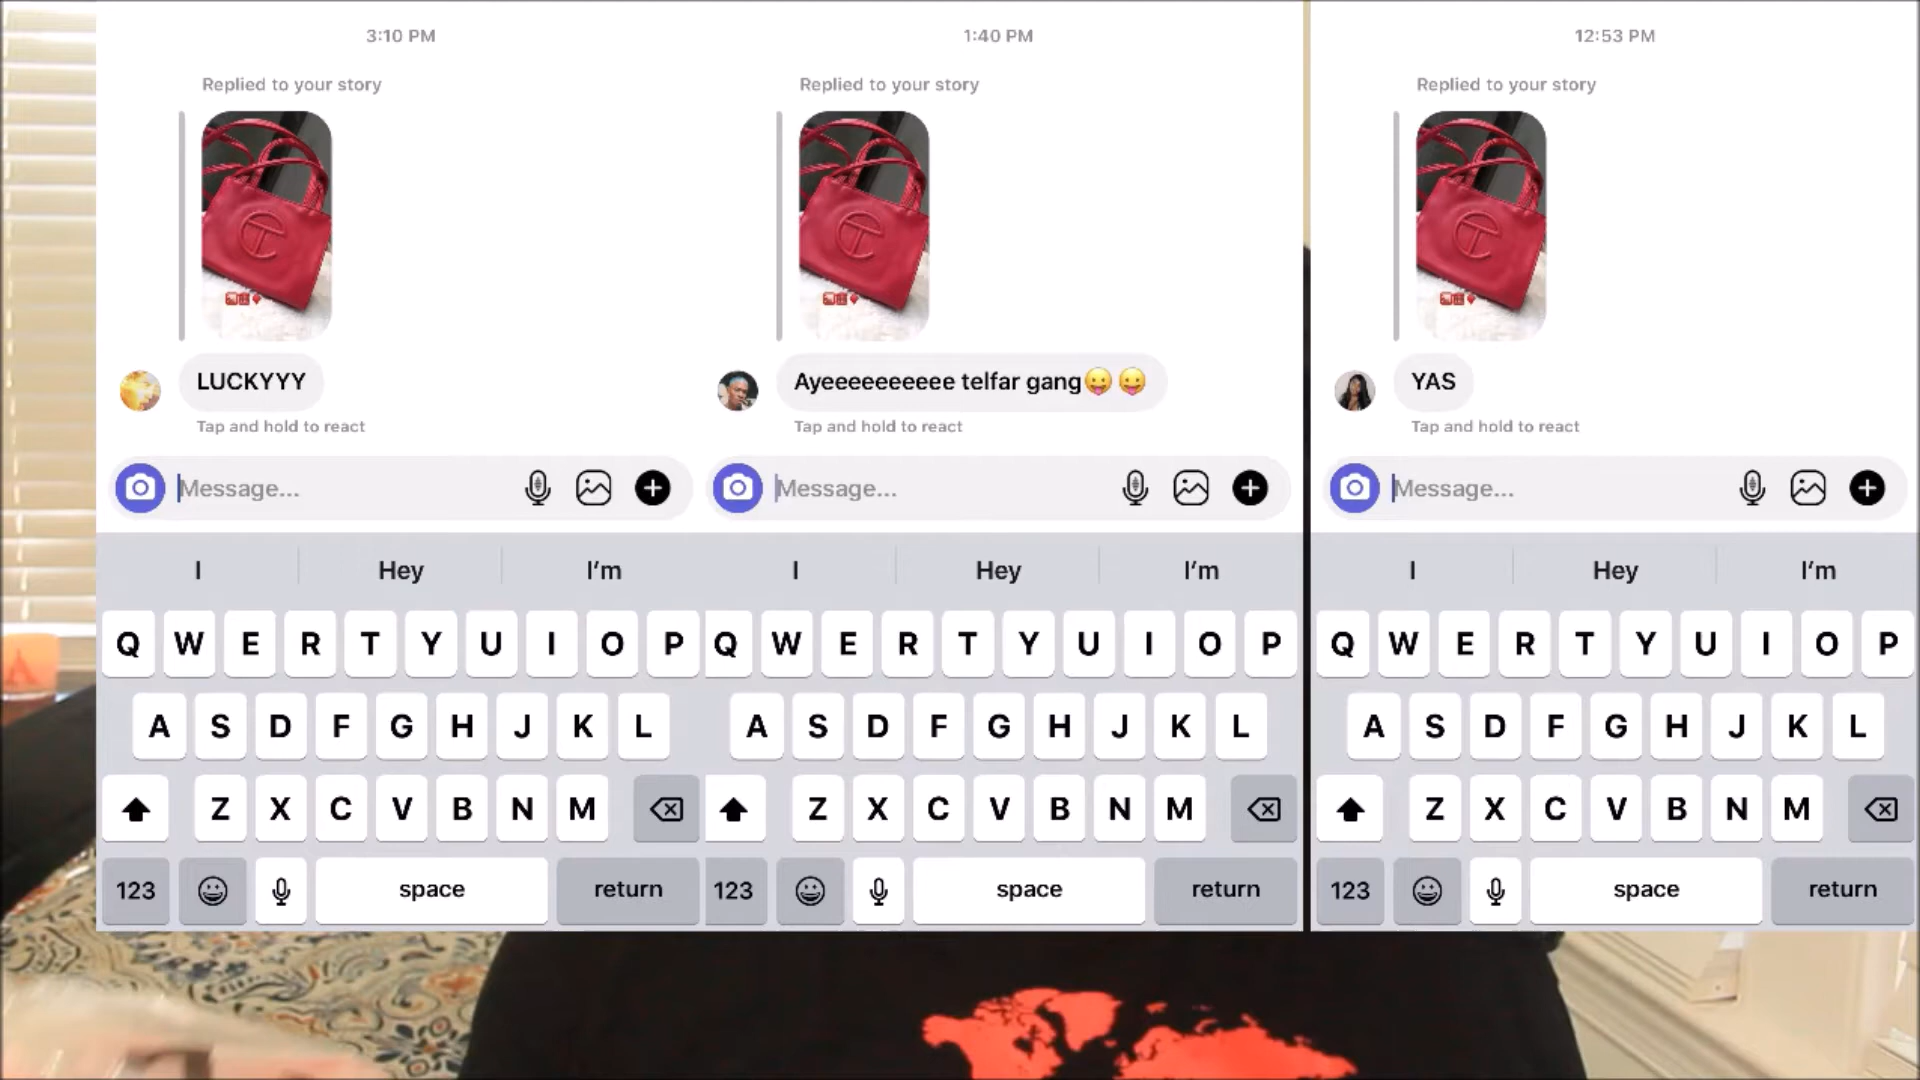 3:10 PM
Replied to your story
LUCKYYY
Tap and hold to react
Message...
I Hey I'm
Q W E R T Y U I O P
A S D F G H J K L
Z X C V B N M
123 space return
1:40 PM
Replied to your story
Ayeeeeeeeeee telfar gang😛😛
Tap and hold to react
Message...
I Hey I'm
Q W E R T Y U I O P
A S D F G H J K L
Z X C V B N M
123 space return
12:53 PM
Replied to your story
YAS
Tap and hold to react
Message...
I Hey I'm
Q W E R T Y U I O P
A S D F G H J K L
Z X C V B N M
123 space return